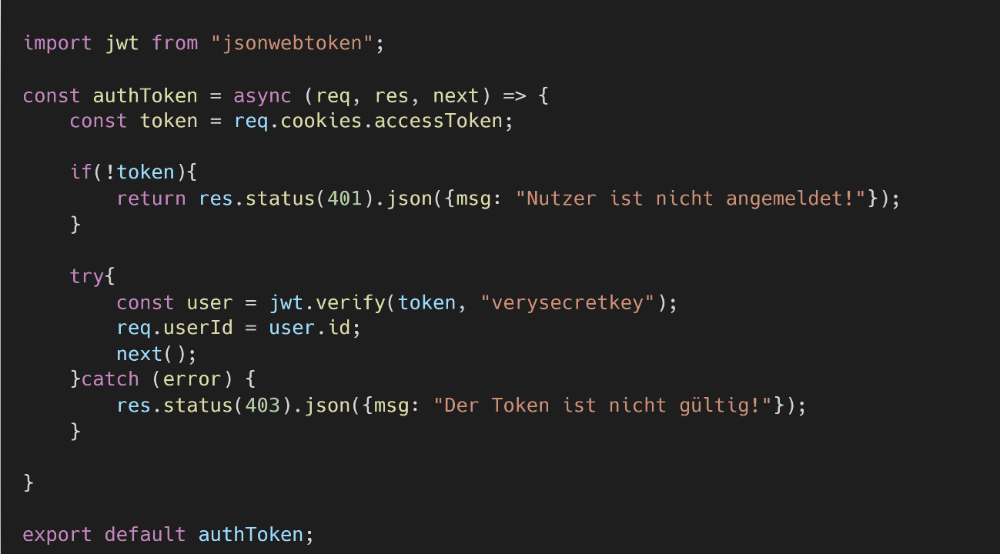 import jwt from "jsonwebtoken";
const authToken = async (req, res, next) => {
    const token = req.cookies.accessToken;
    if(!token){
        return res.status(401).json({msg: "Nutzer ist nicht angemeldet!"});
    }
    try{
        const user = jwt.verify(token, "verysecretkey");
        req.userId = user.id;
        next();
    }catch (error) {
        res.status(403).json({msg: "Der Token ist nicht gültig!"});
    }
}
export default authToken;